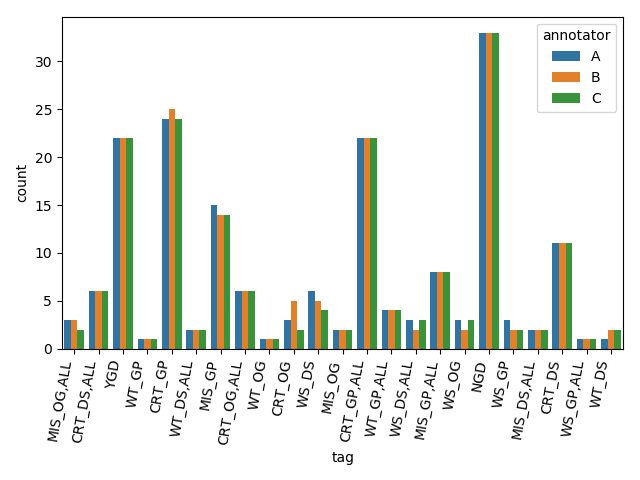 annotator
A
B
C
count
30
25
20
15
10
5
0
MIS_OG,ALL
CRT_DS,ALL
YGD
WT_GP
CRT_GP
WT_DS,ALL
MIS_GP
CRT_OG,ALL
WT_OG
CRT_OG
WS_DS
MIS_OG
CRT_GP,ALL
WT_GP,ALL
WS_DS,ALL
MIS_GP,ALL
WS_OG
NGD
WS_GP
MIS_DS,ALL
CRT_DS
WS_GP,ALL
WT_DS
tag